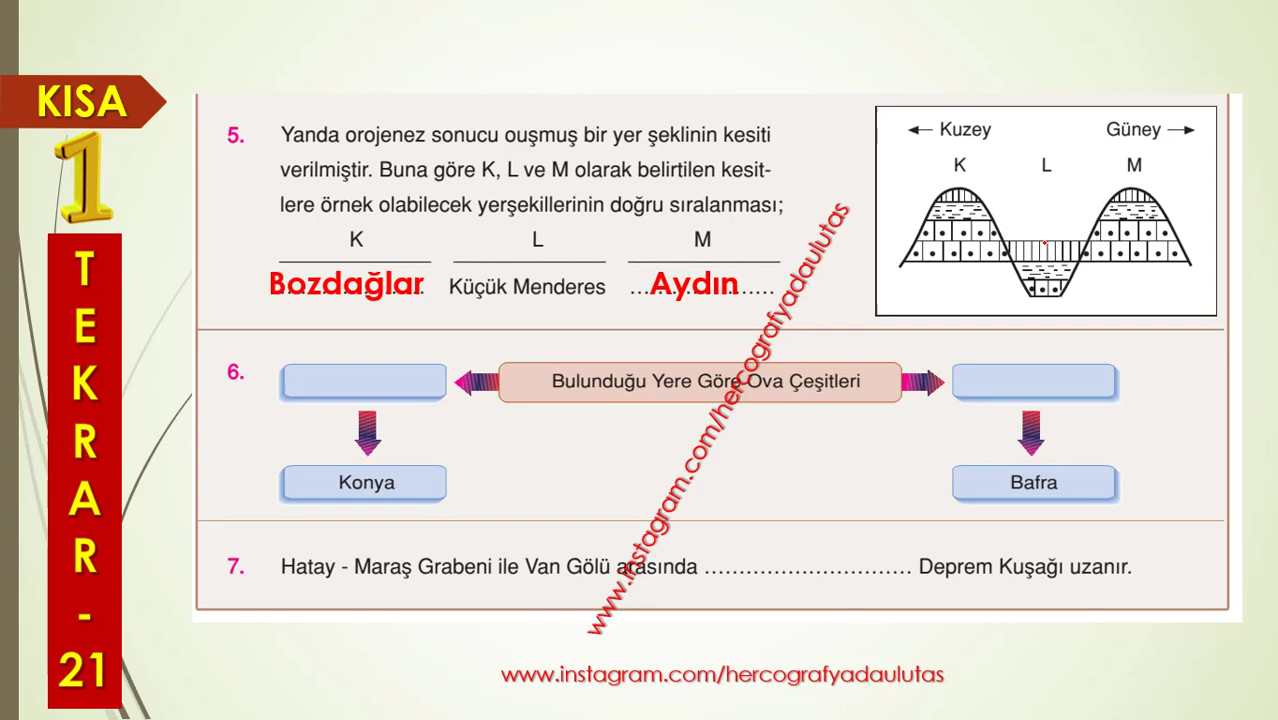 KISA
1
TEKRAR-21
5. Yanda orojenez sonucu ouşmuş bir yer şeklinin kesiti
verilmiştir. Buna göre K, L ve M olarak belirtilen kesit-
lere örnek olabilecek yerşekillerinin doğru sıralanması;
K L M
Bozdağlar Küçük Menderes Aydın
Kuzey Güney
K L M
6. Bulunduğu Yere Göre Ova Çeşitleri
Konya Bafra
7. Hatay - Maraş Grabeni ile Van Gölü arasında .............................. Deprem Kuşağı uzanır.
www.instagram.com/hercografyadaulutas
www.instagram.com/hercografyadaulutas